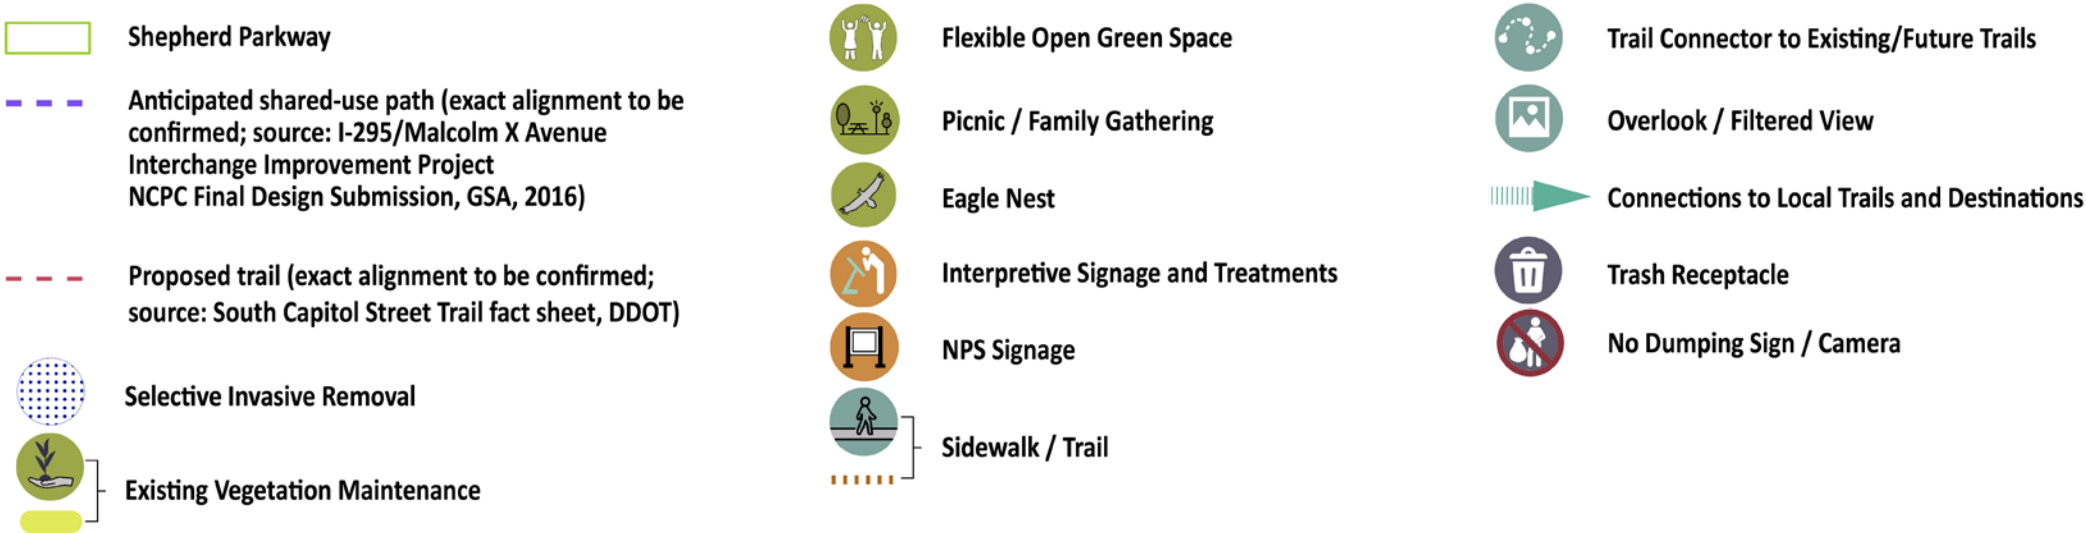 Shepherd Parkway
Anticipated shared-use path (exact alignment to be
confirmed; source: I-295/Malcolm X Avenue
Interchange Improvement Project
NCPC Final Design Submission, GSA, 2016)
Proposed trail (exact alignment to be confirmed;
source: South Capitol Street Trail fact sheet, DDOT)
Selective Invasive Removal
Existing Vegetation Maintenance
Flexible Open Green Space
Picnic / Family Gathering
Eagle Nest
Interpretive Signage and Treatments
NPS Signage
Sidewalk / Trail
Trail Connector to Existing/Future Trails
Overlook / Filtered View
Connections to Local Trails and Destinations
Trash Receptacle
No Dumping Sign / Camera